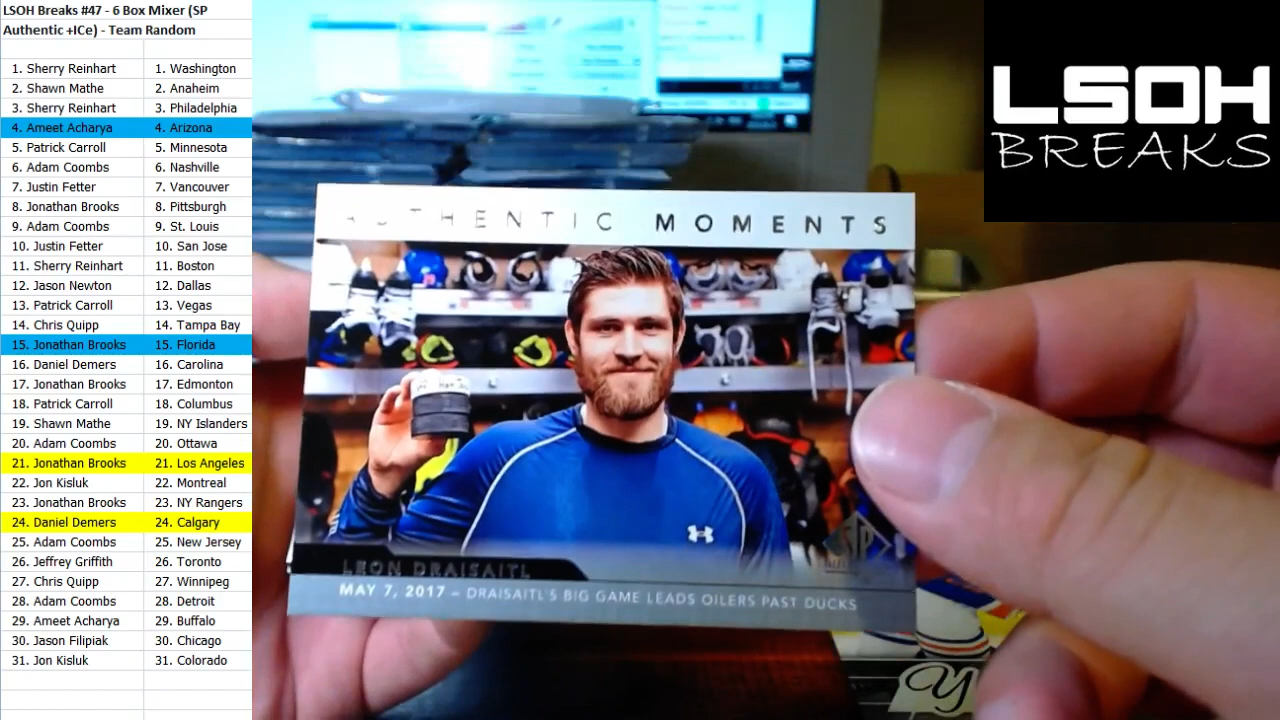 LSOH Breaks #47 - 6 Box Mixer (SP
Authentic +ICe) - Team Random
1. Sherry Reinhart 1. Washington
2. Shawn Mathe 2. Anaheim
3. Sherry Reinhart 3. Philadelphia
4. Ameet Acharya 4. Arizona
5. Patrick Carroll 5. Minnesota
6. Adam Coombs 6. Nashville
7. Justin Fetter 7. Vancouver
8. Jonathan Brooks 8. Pittsburgh
9. Adam Coombs 9. St. Louis
10. Justin Fetter 10. San Jose
11. Sherry Reinhart 11. Boston
12. Jason Newton 12. Dallas
13. Patrick Carroll 13. Vegas
14. Chris Quipp 14. Tampa Bay
15. Jonathan Brooks 15. Florida
16. Daniel Demers 16. Carolina
17. Jonathan Brooks 17. Edmonton
18. Patrick Carroll 18. Columbus
19. Shawn Mathe 19. NY Islanders
20. Adam Coombs 20. Ottawa
21. Jonathan Brooks 21. Los Angeles
22. Jon Kisluk 22. Montreal
23. Jonathan Brooks 23. NY Rangers
24. Daniel Demers 24. Calgary
25. Adam Coombs 25. New Jersey
26. Jeffrey Griffith 26. Toronto
27. Chris Quipp 27. Winnipeg
28. Adam Coombs 28. Detroit
29. Ameet Acharya 29. Buffalo
30. Jason Filipiak 30. Chicago
31. Jon Kisluk 31. Colorado
AUTHENTIC MOMENTS
SP
LEON DRAISAITL
MAY 7, 2017 – DRAISAITL'S BIG GAME LEADS OILERS PAST DUCKS
LSOH
BREAKS